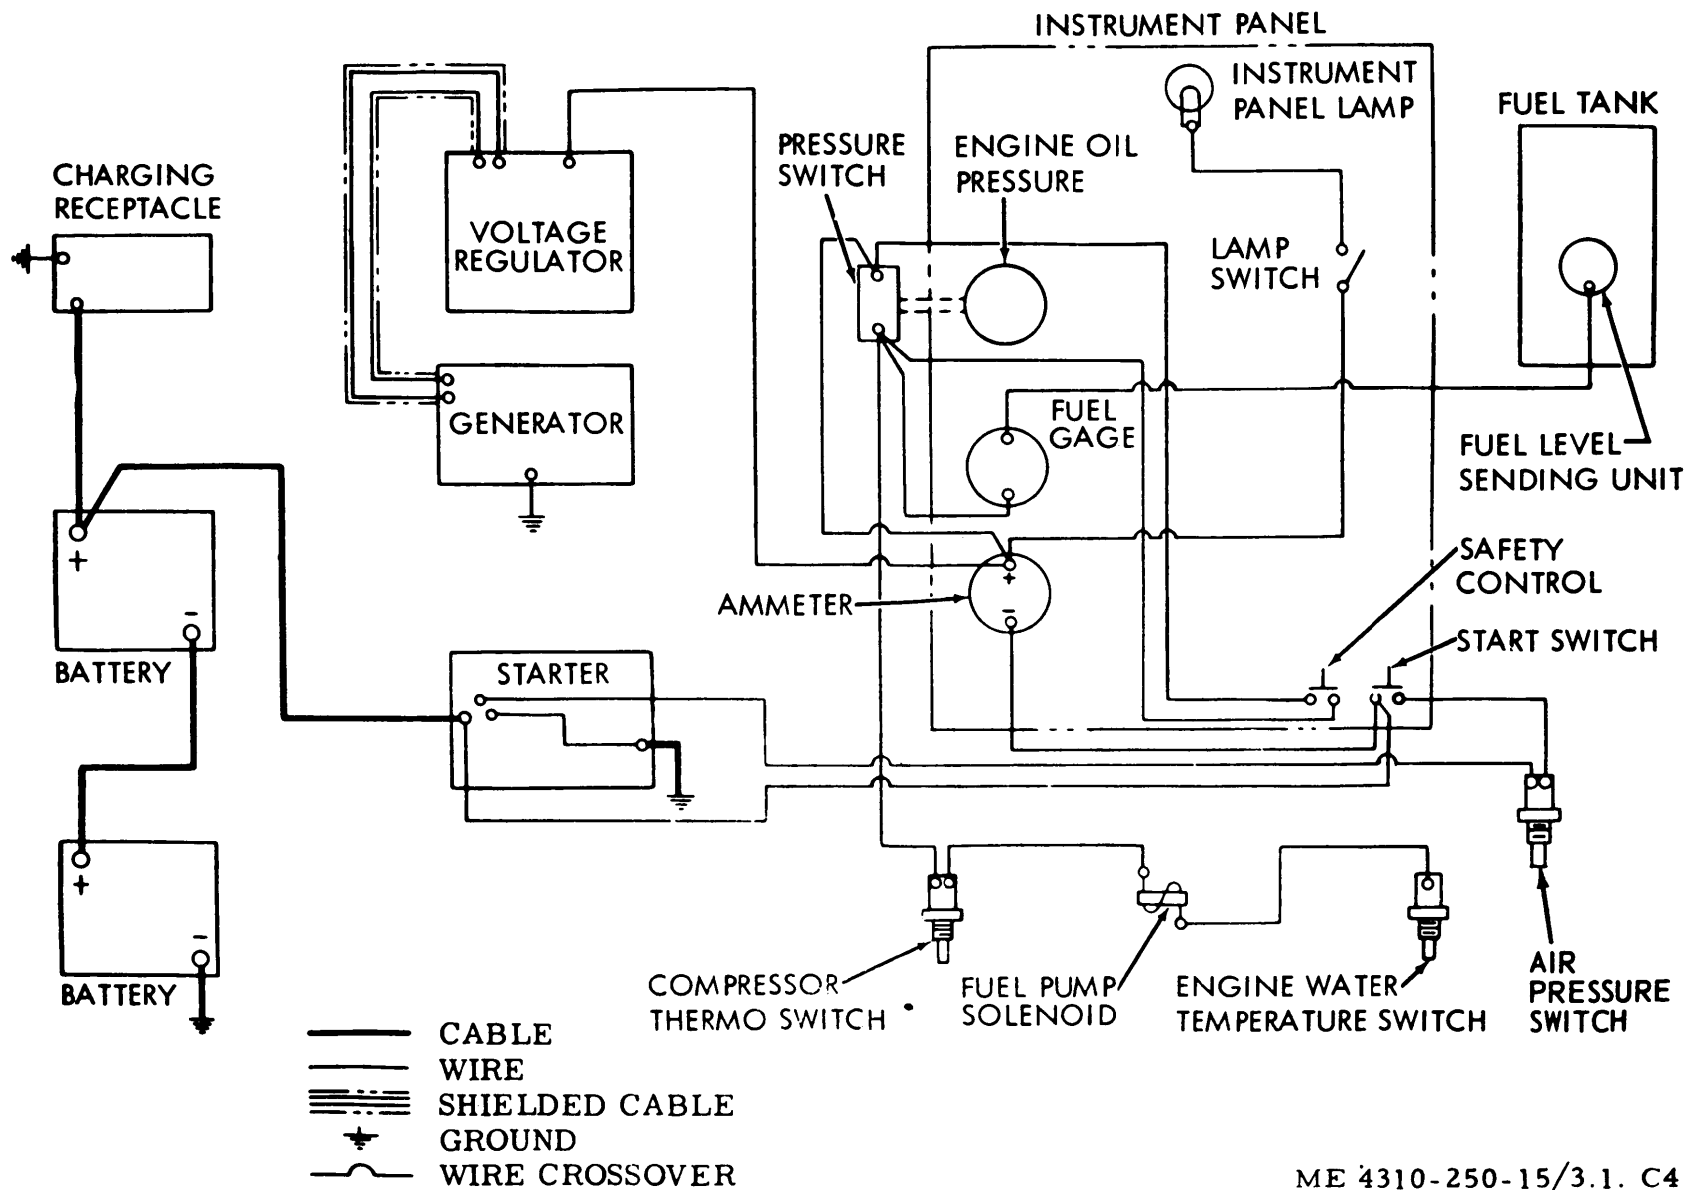 INSTRUMENT PANEL
INSTRUMENT
PANEL LAMP
FUEL TANK
PRESSURE
SWITCH
ENGINE OIL
PRESSURE
CHARGING
RECEPTACLE
VOLTAGE
REGULATOR
LAMP
SWITCH
GENERATOR
FUEL
GAGE
FUEL LEVEL
SENDING UNIT
+
-
BATTERY
+
-
AMMETER
SAFETY
CONTROL
START SWITCH
STARTER
+
-
BATTERY
COMPRESSOR
THERMO SWITCH
FUEL PUMP
SOLENOID
ENGINE WATER
TEMPERATURE SWITCH
AIR
PRESSURE
SWITCH
CABLE
WIRE
SHIELDED CABLE
GROUND
WIRE CROSSOVER
ME 4310-250-15/3.1. C4